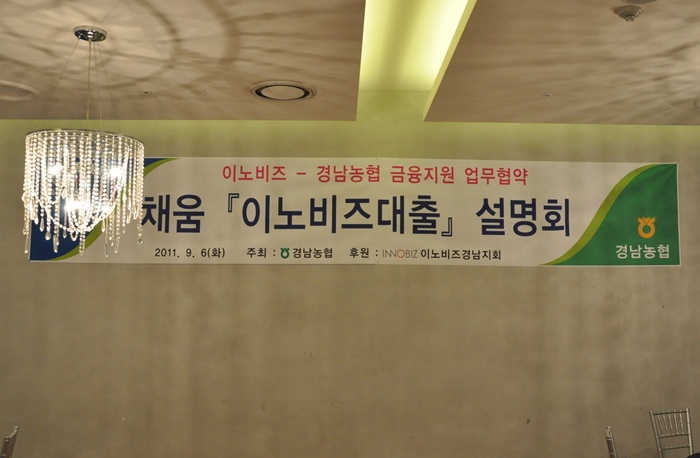 이노비즈 - 경남농협 금융지원 업무협약
채움 『이노비즈대출』 설명회
2011. 9. 6(화) 주최 : 경남농협 후원 : INNOBIZ 이노비즈경남지회
경남농협